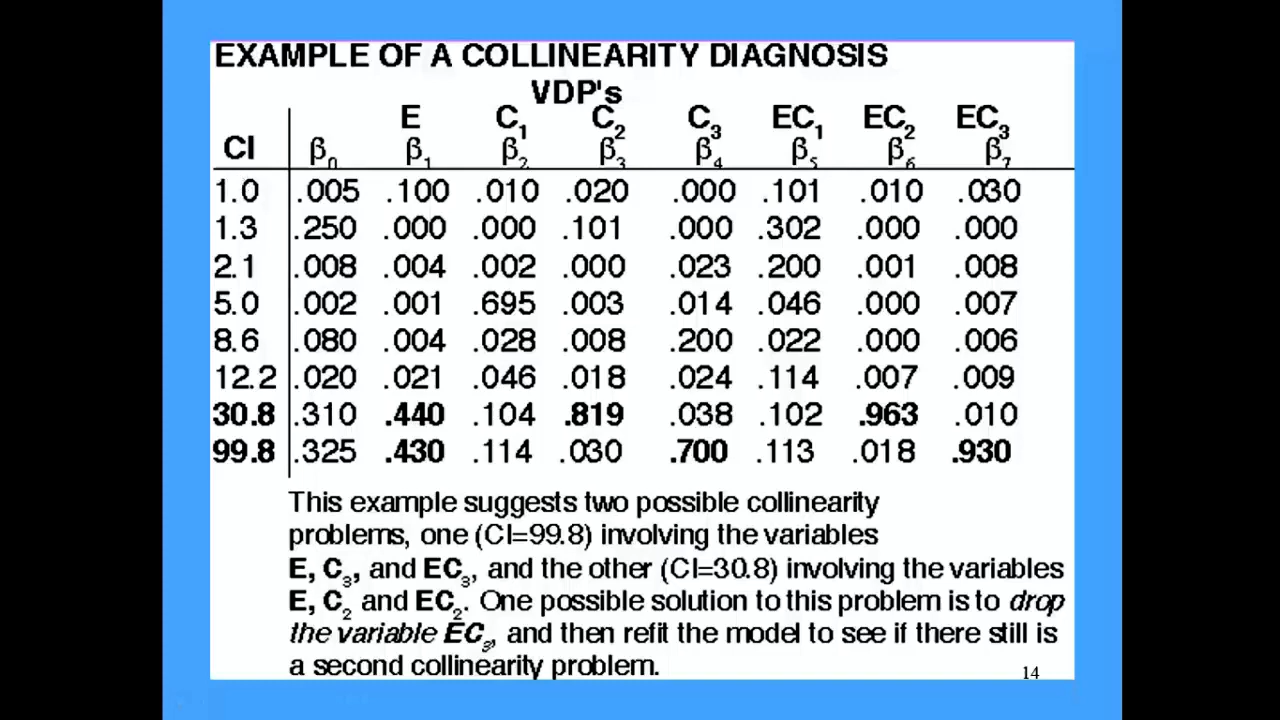 EXAMPLE OF A COLLINEARITY DIAGNOSIS
VDP's
E C₁ C₂ C₃ EC₁ EC₂ EC₃
CI β₀ β₁ β₂ β₃ β₄ β₅ β₆ β₇
1.0 .005 .100 .010 .020 .000 .101 .010 .030
1.3 .250 .000 .000 .101 .000 .302 .000 .000
2.1 .008 .004 .002 .000 .023 .200 .001 .008
5.0 .002 .001 .695 .003 .014 .046 .000 .007
8.6 .080 .004 .028 .008 .200 .022 .000 .006
12.2 .020 .021 .046 .018 .024 .114 .007 .009
30.8 .310 .440 .104 .819 .038 .102 .963 .010
99.8 .325 .430 .114 .030 .700 .113 .018 .930
This example suggests two possible collinearity
problems, one (CI=99.8) involving the variables
E, C₃, and EC₃, and the other (CI=30.8) involving the variables
E, C₂ and EC₂. One possible solution to this problem is to drop
the variable EC₃, and then refit the model to see if there still is
a second collinearity problem.
14